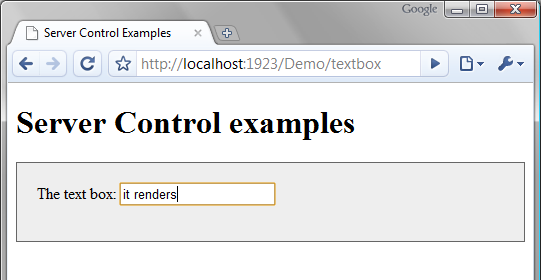 Google
Server Control Examples
http://localhost:1923/Demo/textbox
Server Control examples
The text box: it renders